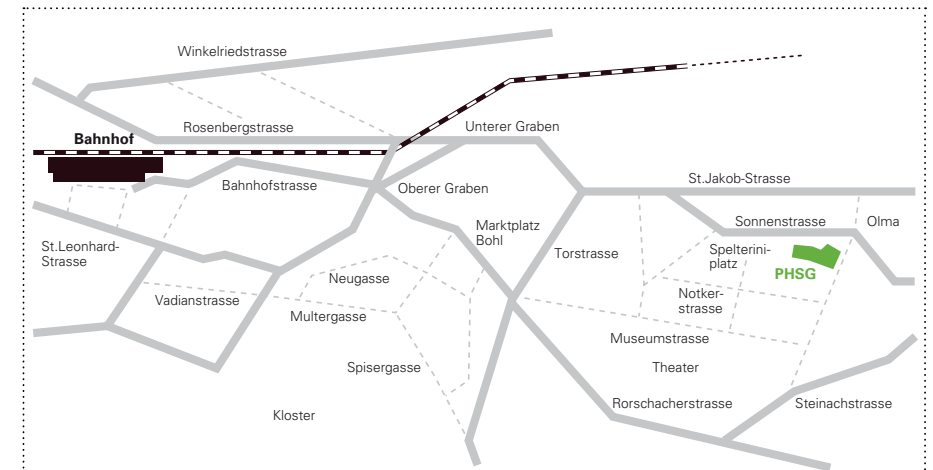 Winkelriedstrasse
Rosenbergstrasse
Unterer Graben
Bahnhof
Bahnhofstrasse
Oberer Graben
St.Jakob-Strasse
Marktplatz
Bohl
Sonnenstrasse
Olma
St.Leonhard-
Strasse
Torstrasse
Spelterini-
platz
PHSG
Neugasse
Vadianstrasse
Notker-
strasse
Multergasse
Museumstrasse
Spisergasse
Theater
Kloster
Rorschacherstrasse
Steinachstrasse